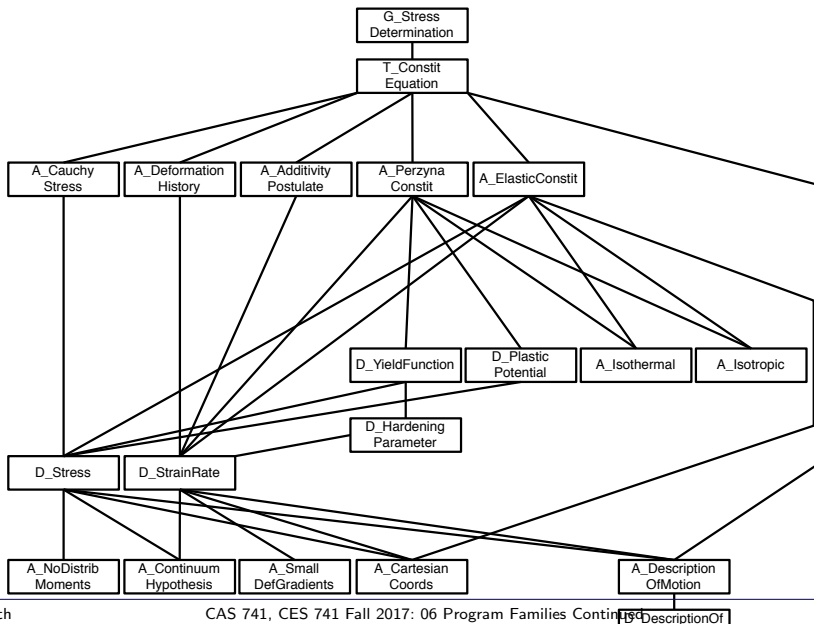 G_Stress
Determination
T_Constit
Equation
A_Cauchy
Stress
A_Deformation
History
A_Additivity
Postulate
A_Perzyna
Constit
A_ElasticConstit
D_YieldFunction
D_Plastic
Potential
A_Isothermal
A_Isotropic
D_Hardening
Parameter
D_Stress
D_StrainRate
A_NoDistrib
Moments
A_Continuum
Hypothesis
A_Small
DefGradients
A_Cartesian
Coords
A_Description
OfMotion
D_DescriptionOf
ch
CAS 741, CES 741 Fall 2017: 06 Program Families Continued